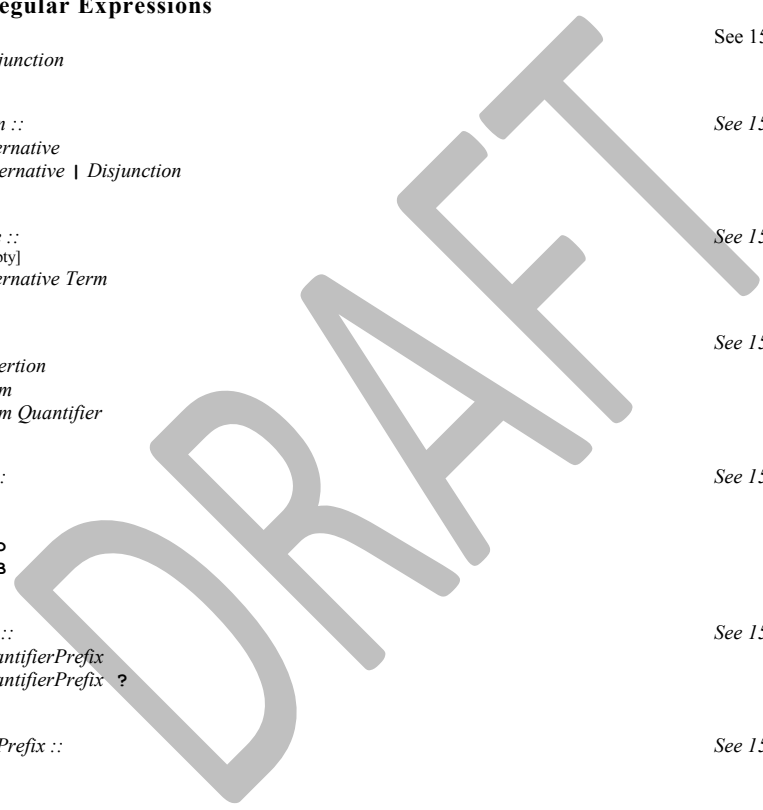 egular Expressions
See 15
junction
n ::
See 15
ernative
ernative | Disjunction
e ::
See 15
pty]
ernative Term
See 15
ertion
m
m Quantifier
::
See 15
b
B
::
See 15
antifierPrefix
antifierPrefix ?
Prefix ::
See 15
DRAFT